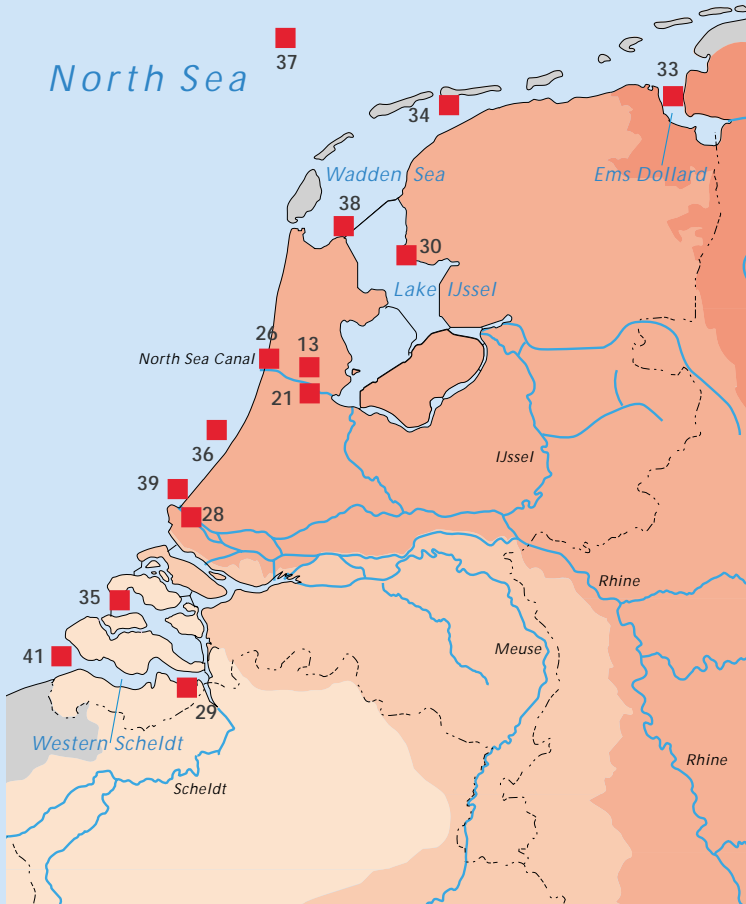 37
North Sea
33
34
Ems Dollard
Wadden Sea
38
30
Lake IJssel
26
13
North Sea Canal
21
36
IJssel
39
28
Rhine
35
Meuse
41
29
Western Scheldt
Rhine
Scheldt